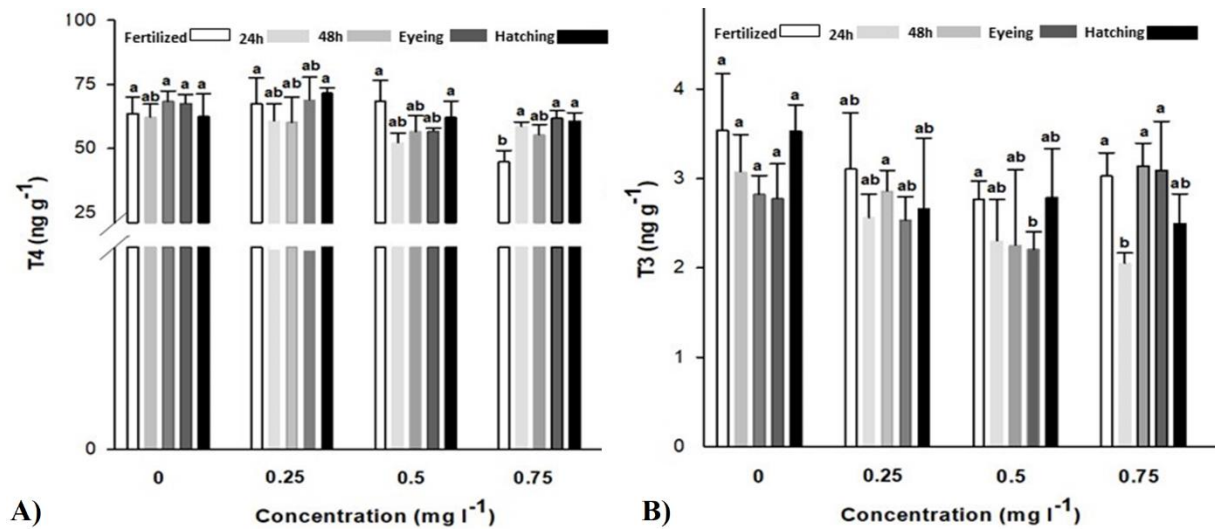 100
Fertilized 24h 48h Eyeing Hatching
a ab a a a
a ab ab ab a
a ab ab ab a
b a a a a
75
50
25
0
T4 (ng g-1)
0 0.25 0.5 0.75
Concentration (mg l-1)
A)
Fertilized 24h 48h Eyeing Hatching
a a a a a
ab ab a ab ab
a ab ab b ab
a b a a ab
4
3
2
1
0
T3 (ng g-1)
0 0.25 0.5 0.75
Concentration (mg l-1)
B)